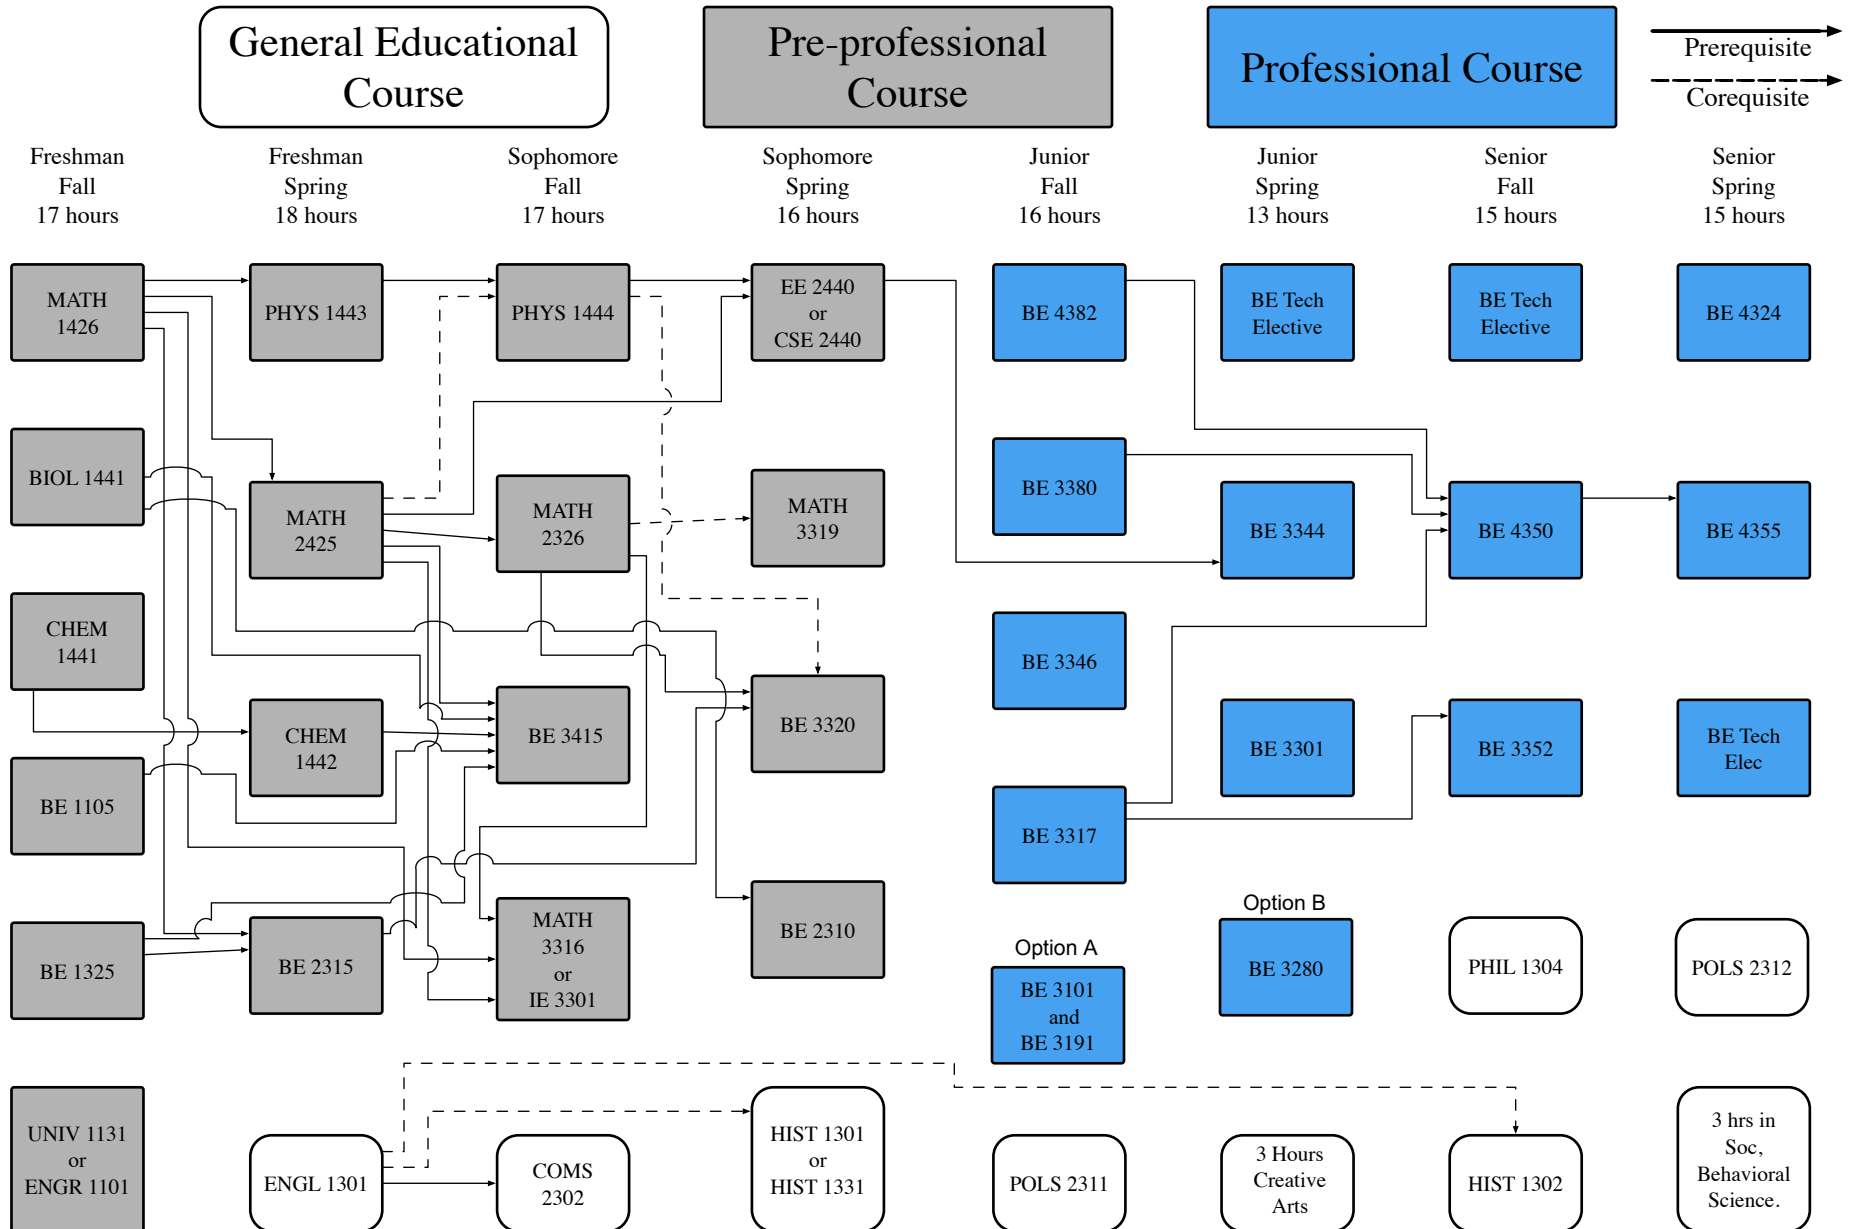 General Educational
Course
Pre-professional
Course
Professional Course
Prerequisite
Corequisite
Freshman
Fall
17 hours
Freshman
Spring
18 hours
Sophomore
Fall
17 hours
Sophomore
Spring
16 hours
Junior
Fall
16 hours
Junior
Spring
13 hours
Senior
Fall
15 hours
Senior
Spring
15 hours
MATH
1426
PHYS 1443
PHYS 1444
EE 2440
or
CSE 2440
BE 4382
BE Tech
Elective
BE Tech
Elective
BE 4324
BIOL 1441
MATH
2425
MATH
2326
MATH
3319
BE 3380
BE 3344
BE 4350
BE 4355
CHEM
1441
CHEM
1442
BE 3415
BE 3320
BE 3346
BE 3301
BE 3352
BE Tech
Elec
BE 1105
BE 3317
BE 1325
BE 2315
MATH
3316
or
IE 3301
BE 2310
Option A
BE 3101
and
BE 3191
Option B
BE 3280
PHIL 1304
POLS 2312
UNIV 1131
or
ENGR 1101
ENGL 1301
COMS
2302
HIST 1301
or
HIST 1331
POLS 2311
3 Hours
Creative
Arts
HIST 1302
3 hrs in
Soc,
Behavioral
Science.